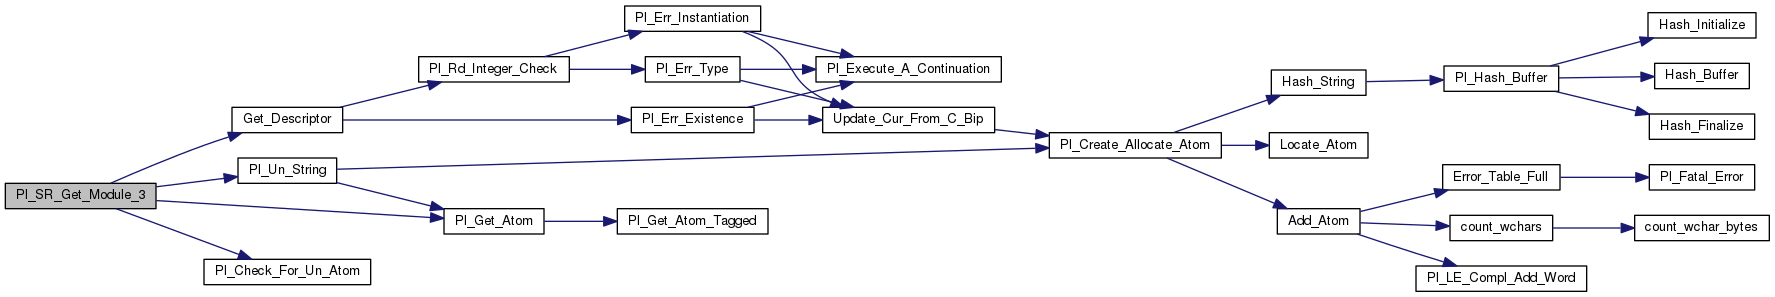 Pl_SR_Get_Module_3
Get_Descriptor
Pl_Un_String
Pl_Check_For_Un_Atom
Pl_Rd_Integer_Check
Pl_Get_Atom
Pl_Err_Instantiation
Pl_Err_Type
Pl_Err_Existence
Pl_Get_Atom_Tagged
Pl_Execute_A_Continuation
Update_Cur_From_C_Bip
Pl_Create_Allocate_Atom
Hash_String
Locate_Atom
Add_Atom
Pl_Hash_Buffer
Error_Table_Full
count_wchars
Pl_LE_Compl_Add_Word
Hash_Initialize
Hash_Buffer
Hash_Finalize
Pl_Fatal_Error
count_wchar_bytes